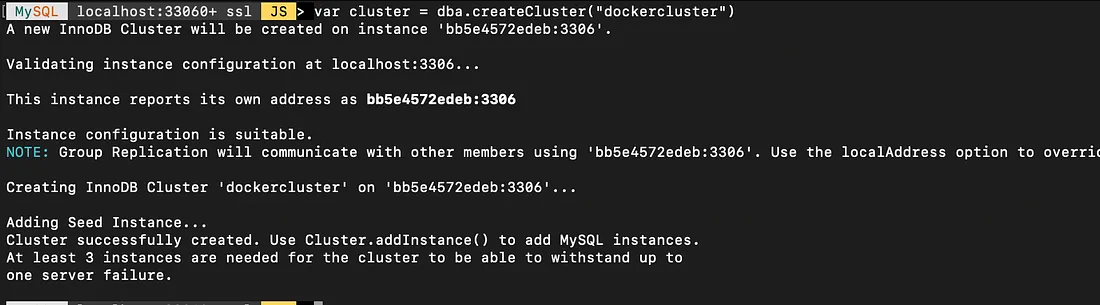 MySQL localhost:33060+ ssl JS > var cluster = dba.createCluster("dockercluster")
A new InnoDB Cluster will be created on instance 'bb5e4572edeb:3306'.
Validating instance configuration at localhost:3306...
This instance reports its own address as bb5e4572edeb:3306
Instance configuration is suitable.
NOTE: Group Replication will communicate with other members using 'bb5e4572edeb:3306'. Use the localAddress option to overri
Creating InnoDB Cluster 'dockercluster' on 'bb5e4572edeb:3306'...
Adding Seed Instance...
Cluster successfully created. Use Cluster.addInstance() to add MySQL instances.
At least 3 instances are needed for the cluster to be able to withstand up to
one server failure.